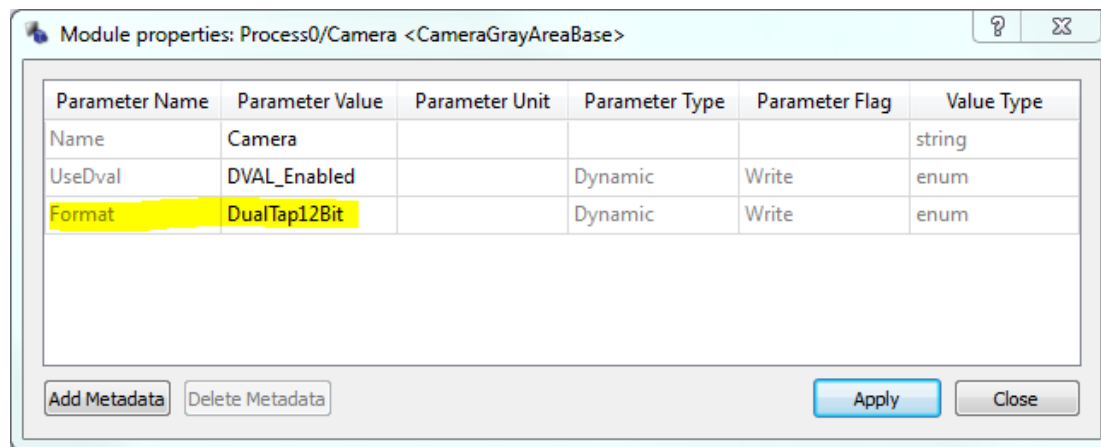 Module properties: Process0/Camera <CameraGrayAreaBase>
Parameter Name Parameter Value Parameter Unit Parameter Type Parameter Flag Value Type
Name Camera string
UseDval DVAL_Enabled Dynamic Write enum
Format DualTap12Bit Dynamic Write enum
Add Metadata Delete Metadata Apply Close